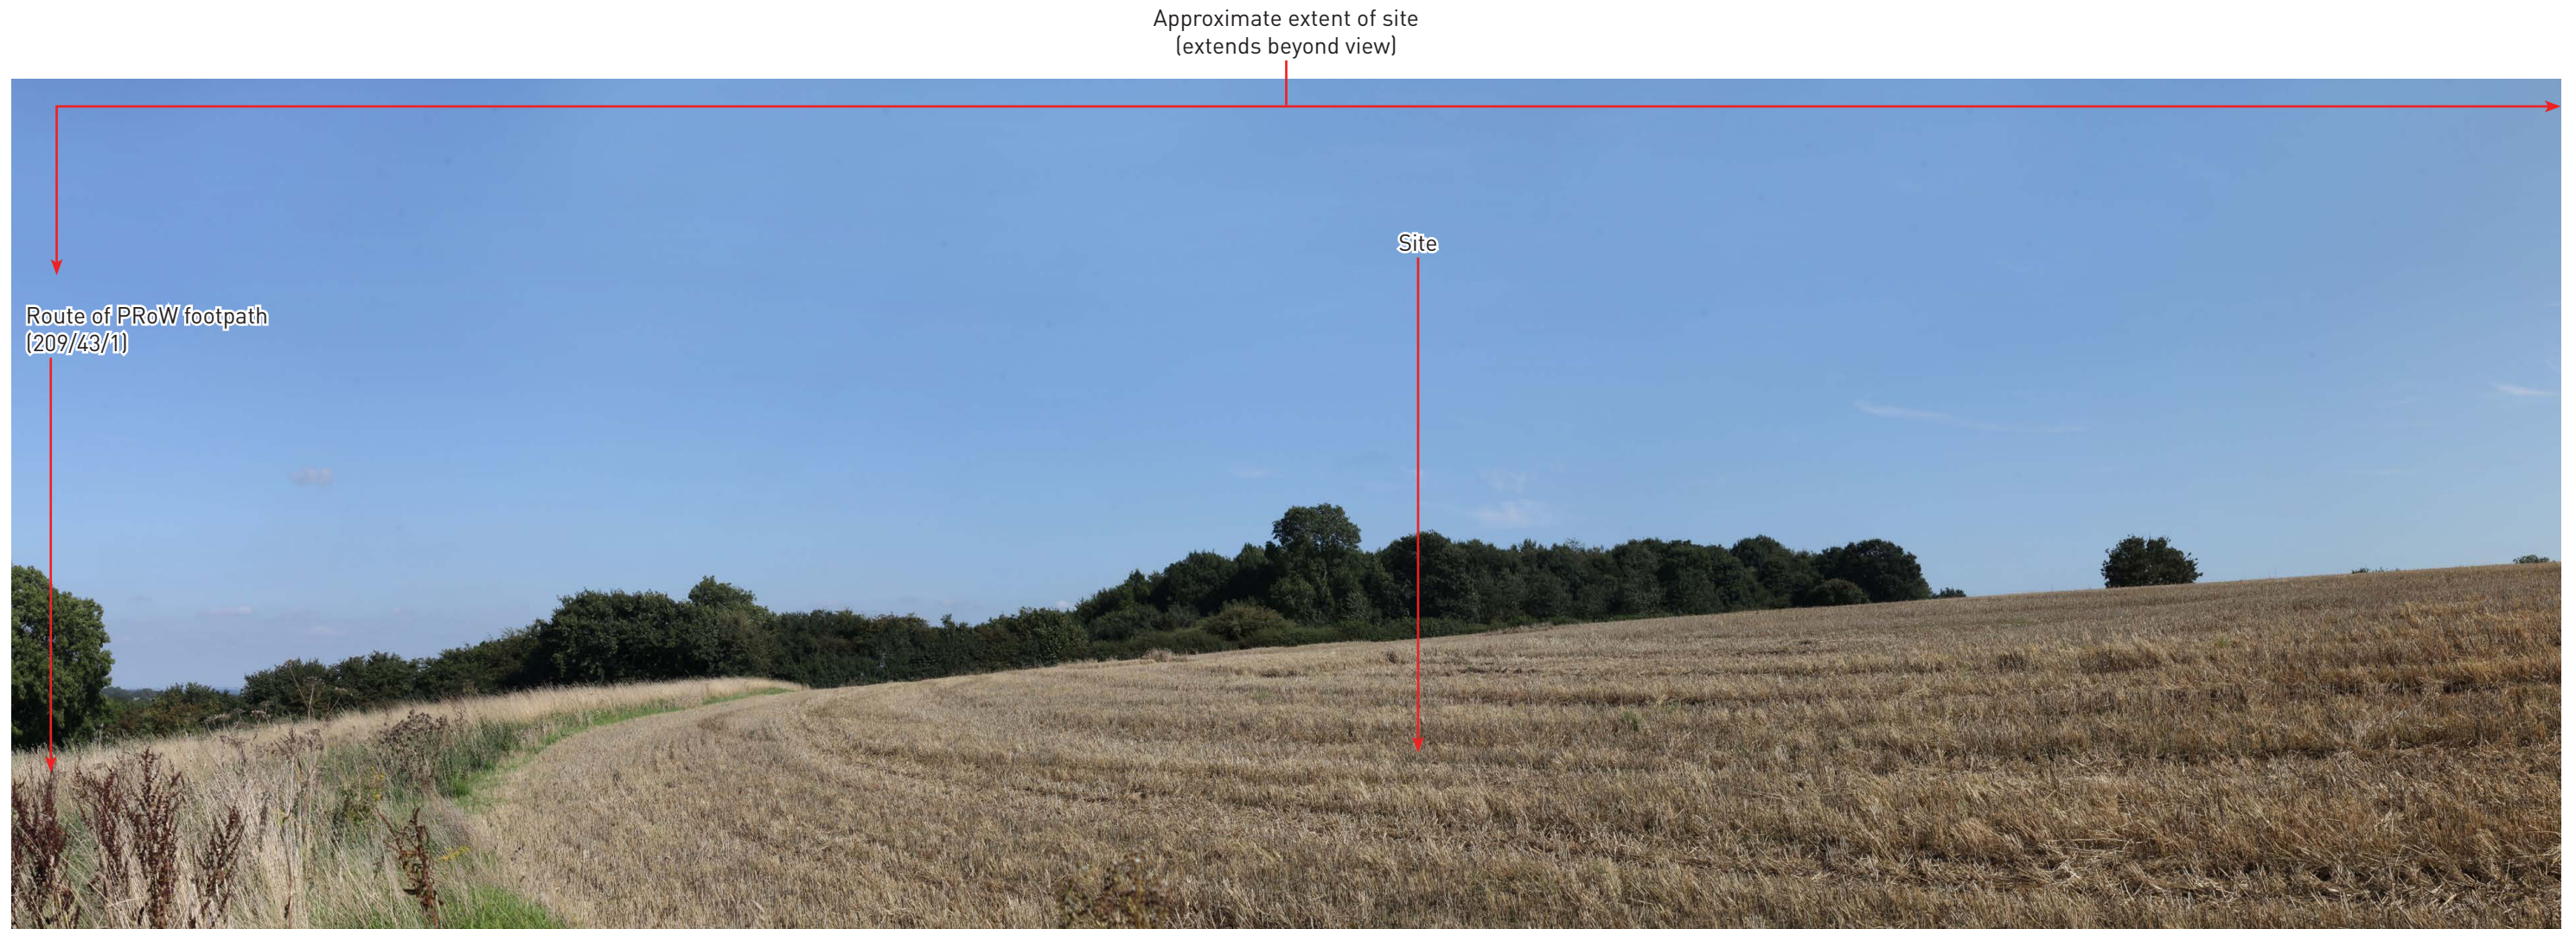 Approximate extent of site
(extends beyond view)
Site
Route of PRoW footpath
(209/43/1)